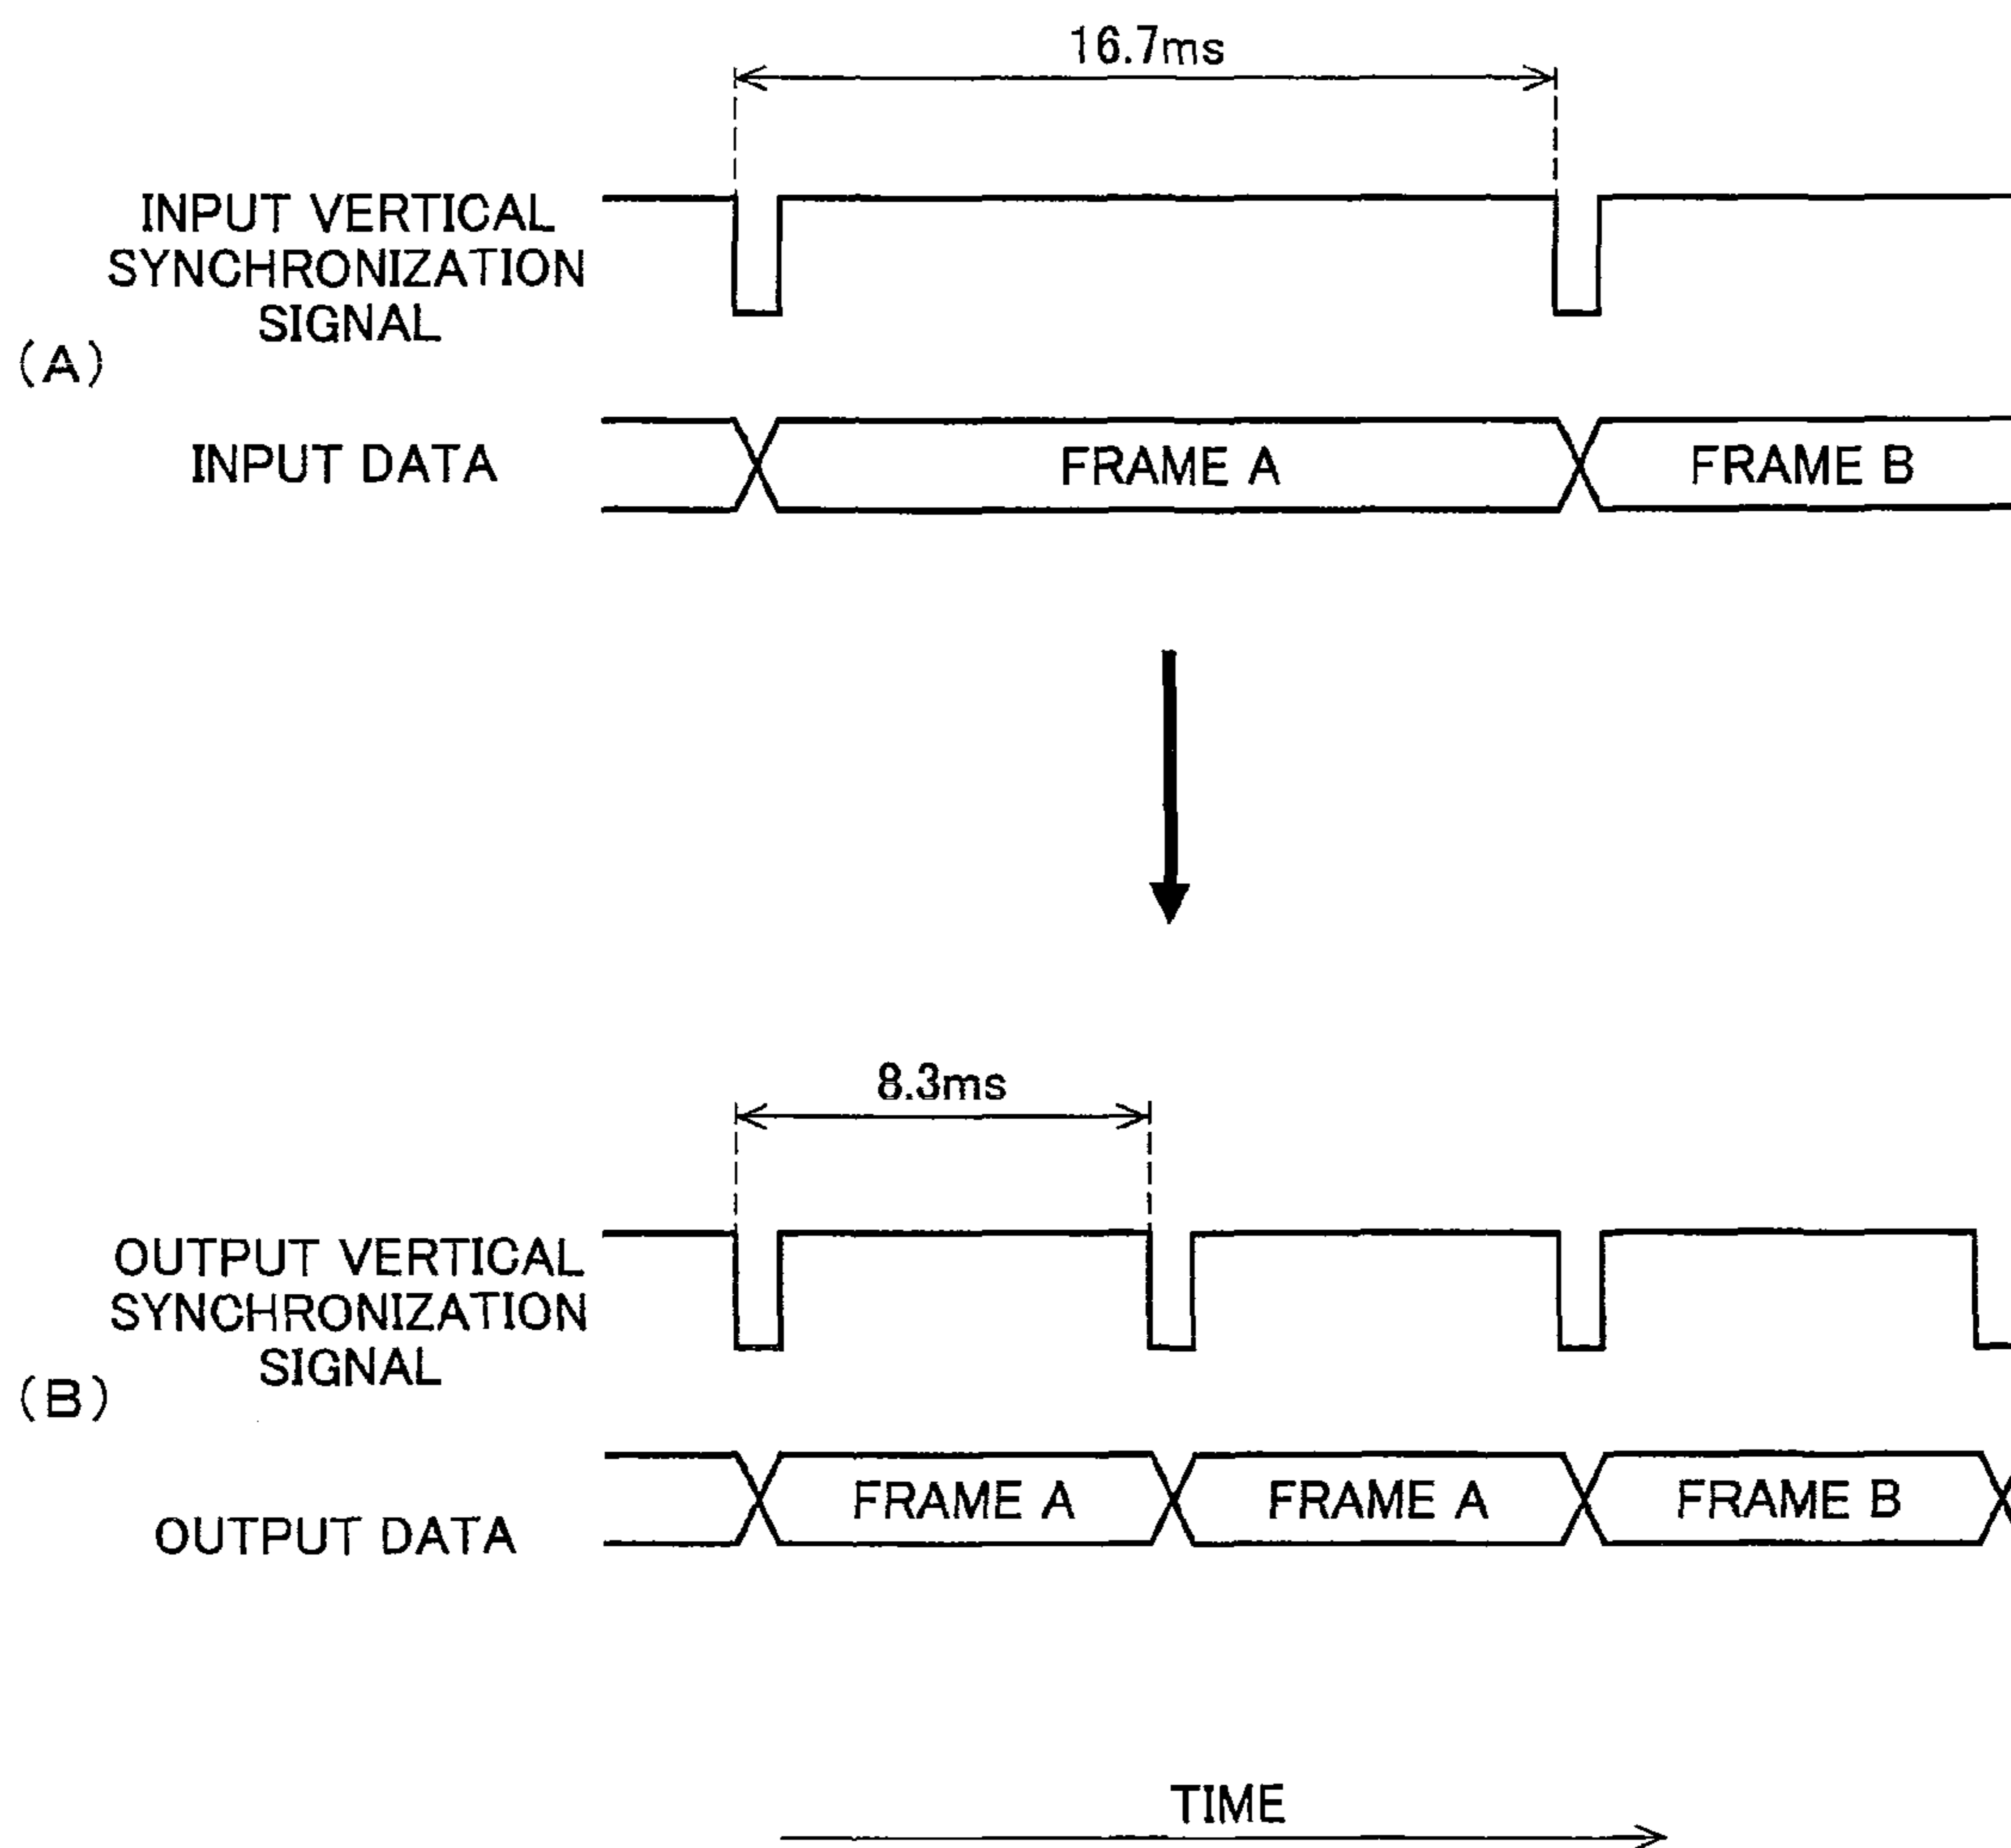 16.7ms
INPUT VERTICAL
SYNCHRONIZATION
SIGNAL
(A)
INPUT DATA
FRAME A
FRAME B
8.3ms
OUTPUT VERTICAL
SYNCHRONIZATION
SIGNAL
(B)
OUTPUT DATA
FRAME A
FRAME A
FRAME B
TIME